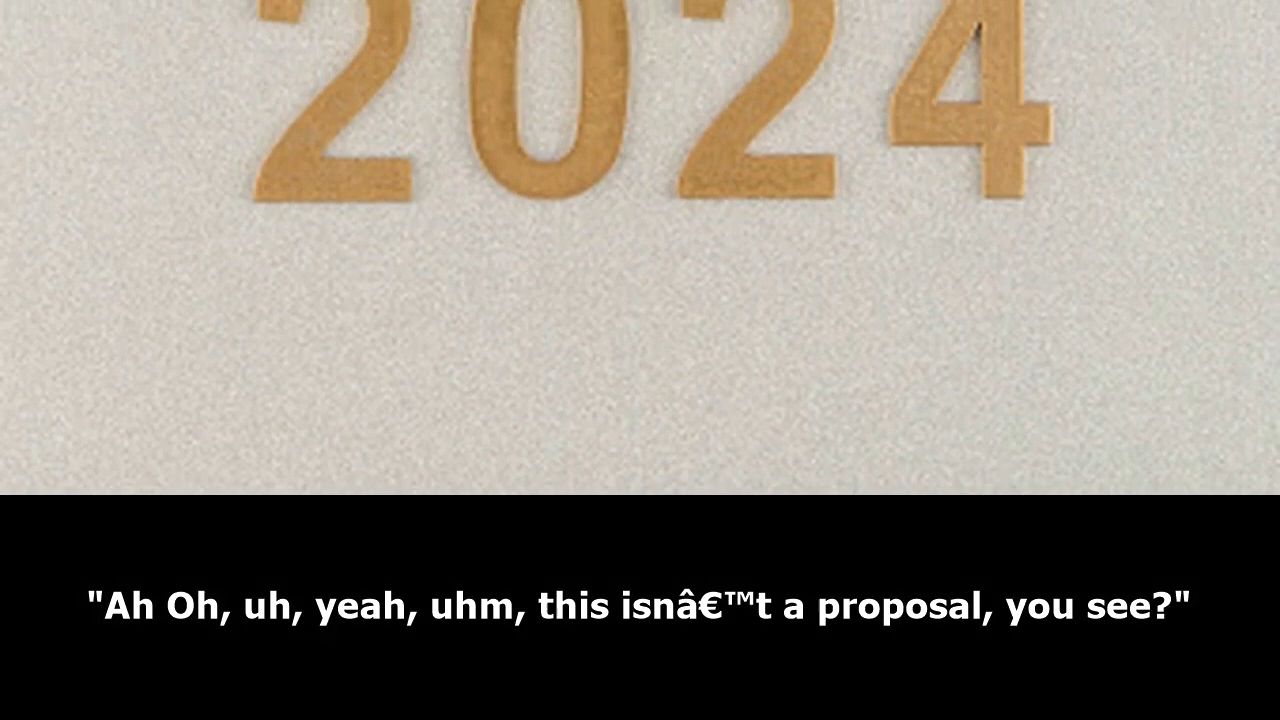 2024
"Ah Oh, uh, yeah, uhm, this isnâ€™t a proposal, you see?"